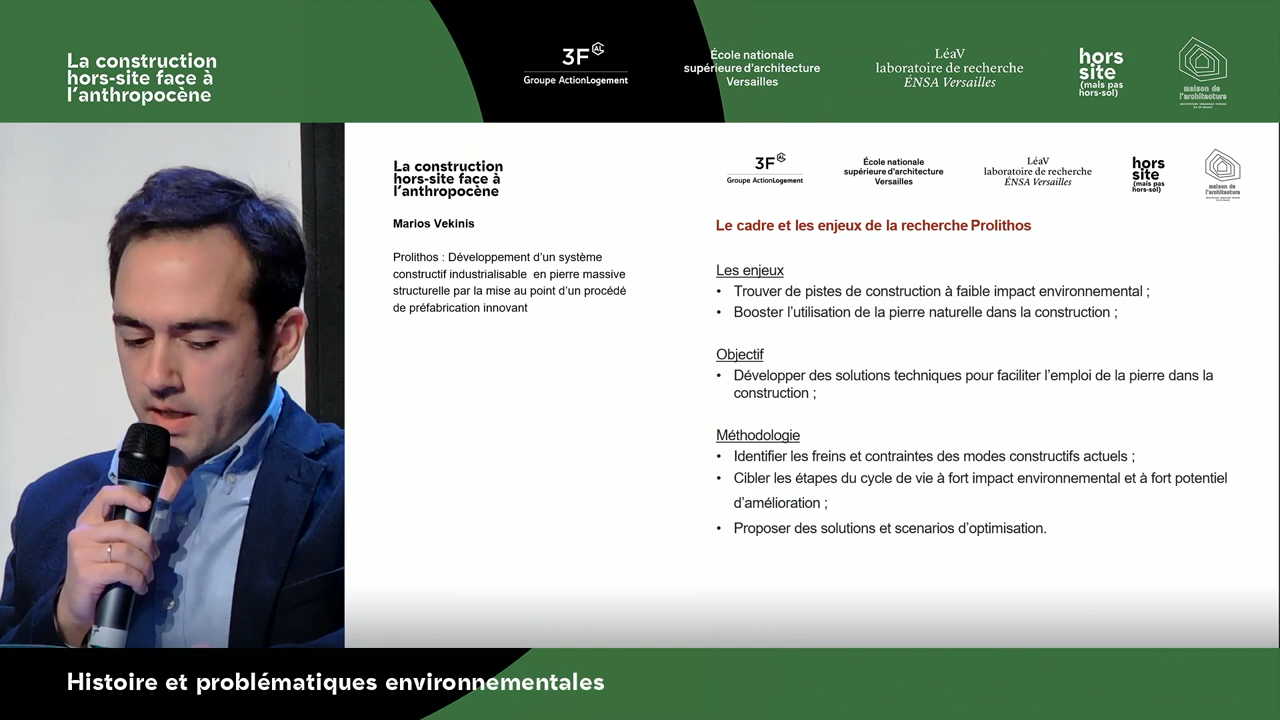 La construction
hors-site face à
l'anthropocène
3F AL
Groupe ActionLogement
École nationale
supérieure d'architecture
Versailles
LéaV
laboratoire de recherche
ÉNSA Versailles
hors
site
(mais pas
hors-sol)
maison de
l'architecture
La construction
hors-site face à
l'anthropocène
3F AL
Groupe ActionLogement
École nationale
supérieure d'architecture
Versailles
LéaV
laboratoire de recherche
ÉNSA Versailles
hors
site
(mais pas
hors-sol)
maison de
l'architecture
Marios Vekinis
Prolithos : Développement d'un système
constructif industrialisable en pierre massive
structurelle par la mise au point d'un procédé
de préfabrication innovant
Le cadre et les enjeux de la recherche Prolithos
Les enjeux
• Trouver de pistes de construction à faible impact environnemental ;
• Booster l'utilisation de la pierre naturelle dans la construction ;
Objectif
• Développer des solutions techniques pour faciliter l'emploi de la pierre dans la
construction ;
Méthodologie
• Identifier les freins et contraintes des modes constructifs actuels ;
• Cibler les étapes du cycle de vie à fort impact environnemental et à fort potentiel
d'amélioration ;
• Proposer des solutions et scenarios d'optimisation.
Histoire et problématiques environnementales